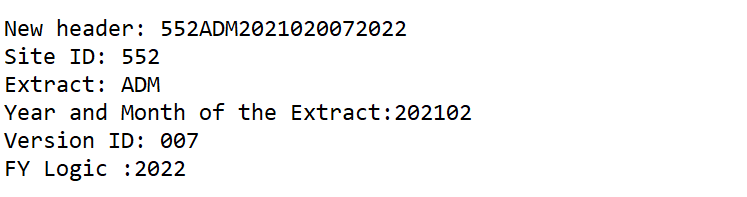 New header: 552ADM2021020072022
Site ID: 552
Extract: ADM
Year and Month of the Extract:202102
Version ID: 007
FY Logic :2022